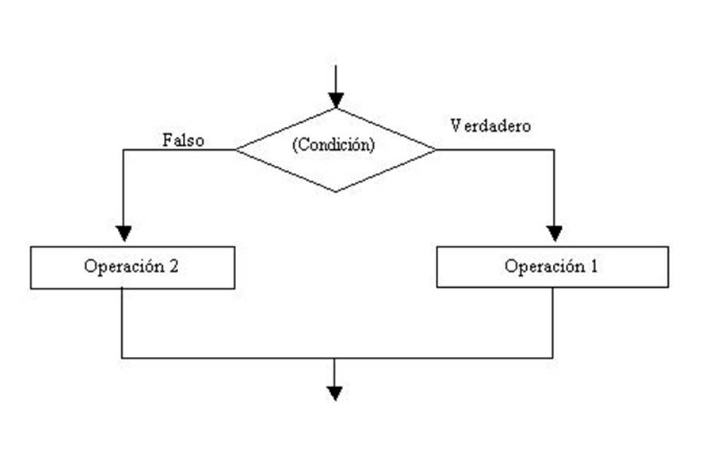 Falso
(Condición)
Verdadero
Operación 2
Operación 1